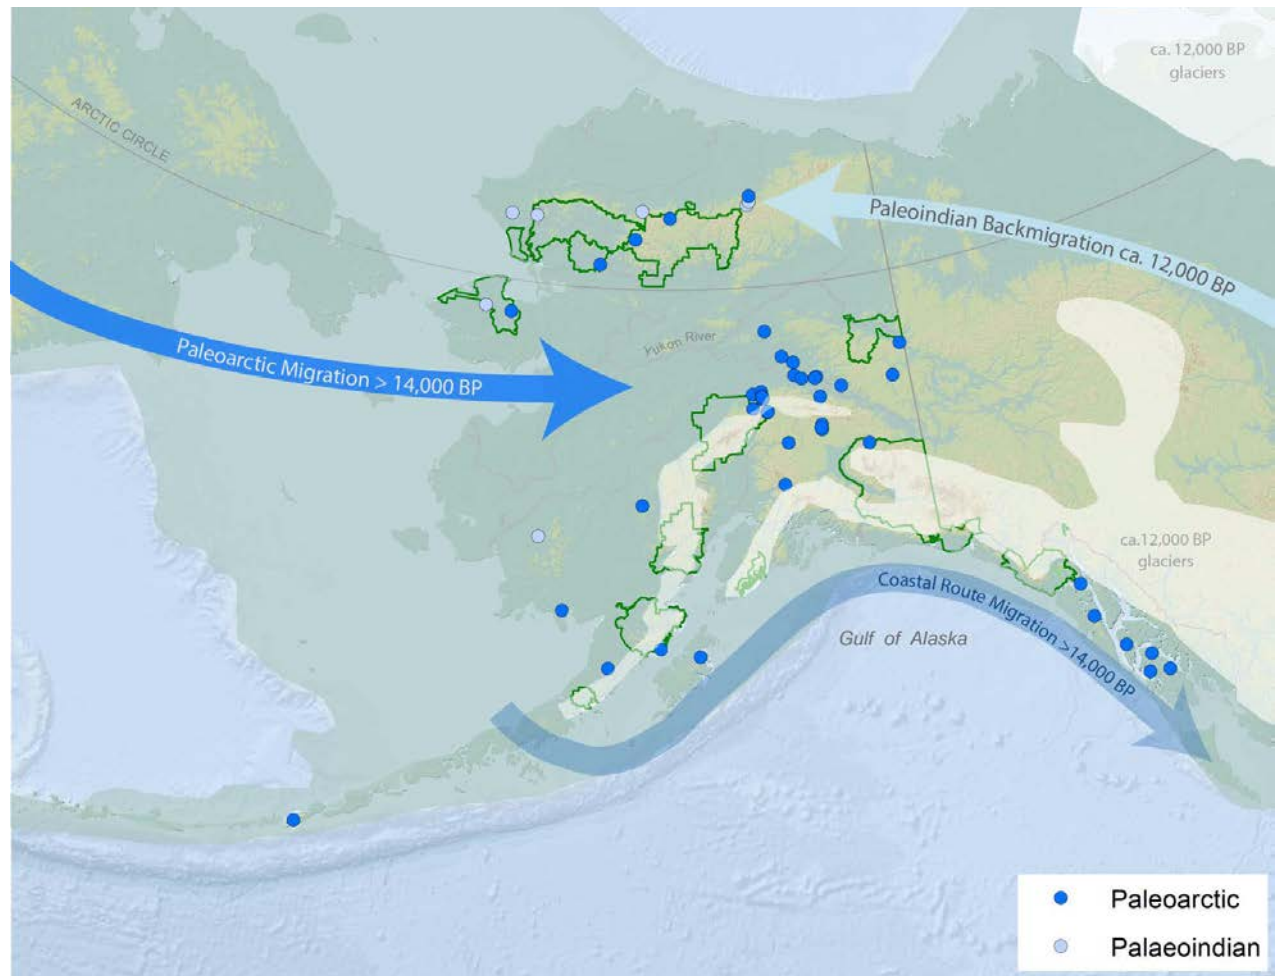 ca. 12,000 BP
glaciers
ARCTIC CIRCLE
Paleoindian Backmigration ca. 12,000 BP
Yukon River
Paleoarctic Migration > 14,000 BP
ca.12,000 BP
glaciers
Coastal Route Migration >14,000 BP
Gulf of Alaska
Paleoarctic
Palaeoindian